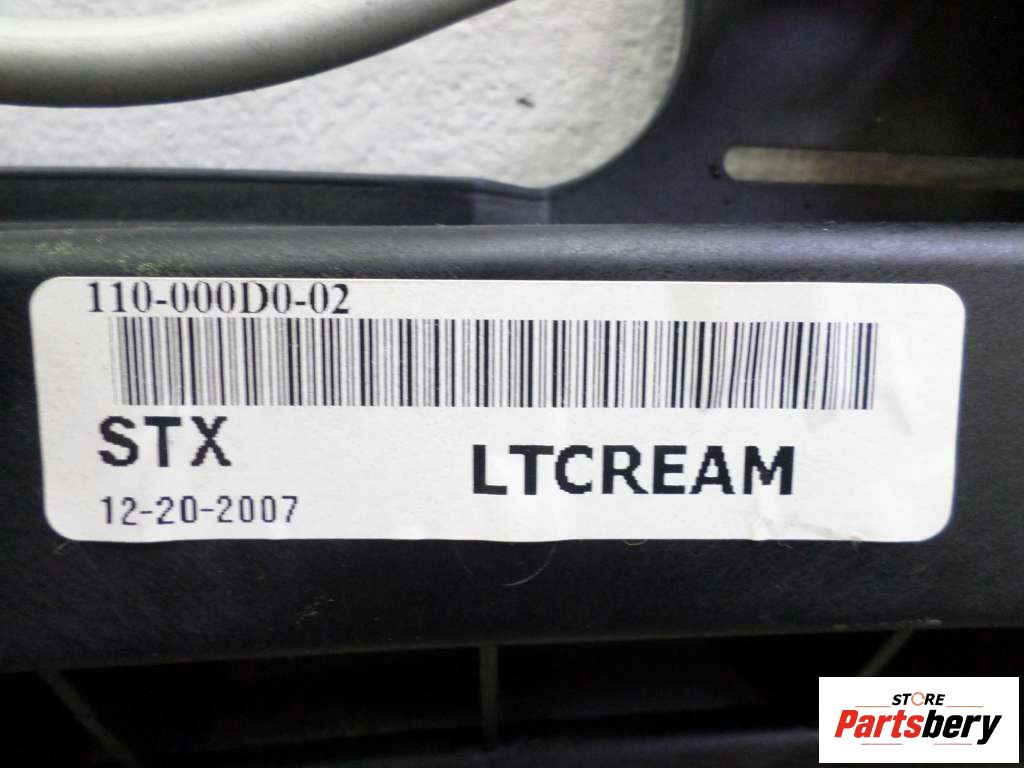 110-000D0-02
STX
LTCREAM
12-20-2007
STORE
Partsbery